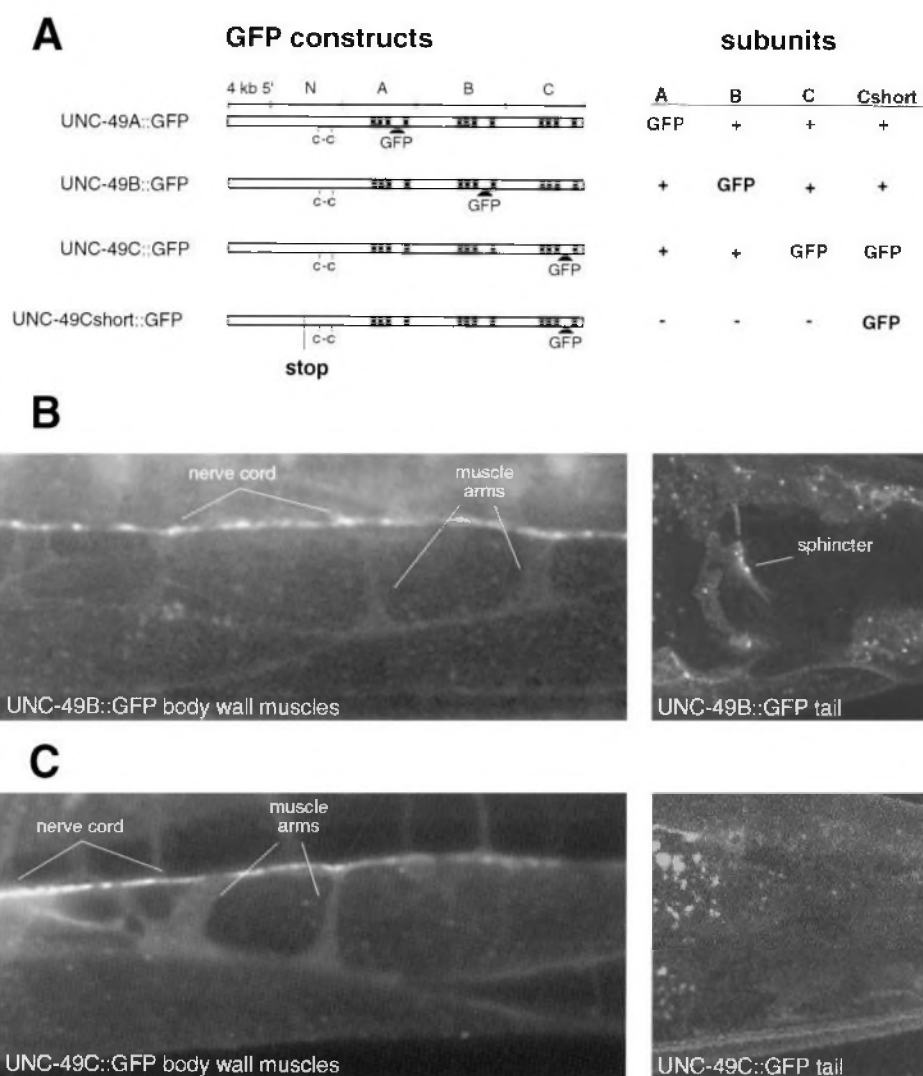 A
GFP constructs
subunits
4 kb 5' N A B C
A B C Cshort
UNC-49A::GFP
c-c
GFP
GFP + + +
UNC-49B::GFP
c-c
GFP
+ GFP + +
UNC-49C::GFP
c-c
GFP
+ + GFP GFP
UNC-49Cshort::GFP
c-c
GFP
- - - GFP
stop
B
nerve cord
muscle
arms
sphincter
UNC-49B::GFP body wall muscles
UNC-49B::GFP tail
C
nerve cord
muscle
arms
UNC-49C::GFP body wall muscles
UNC-49C::GFP tail